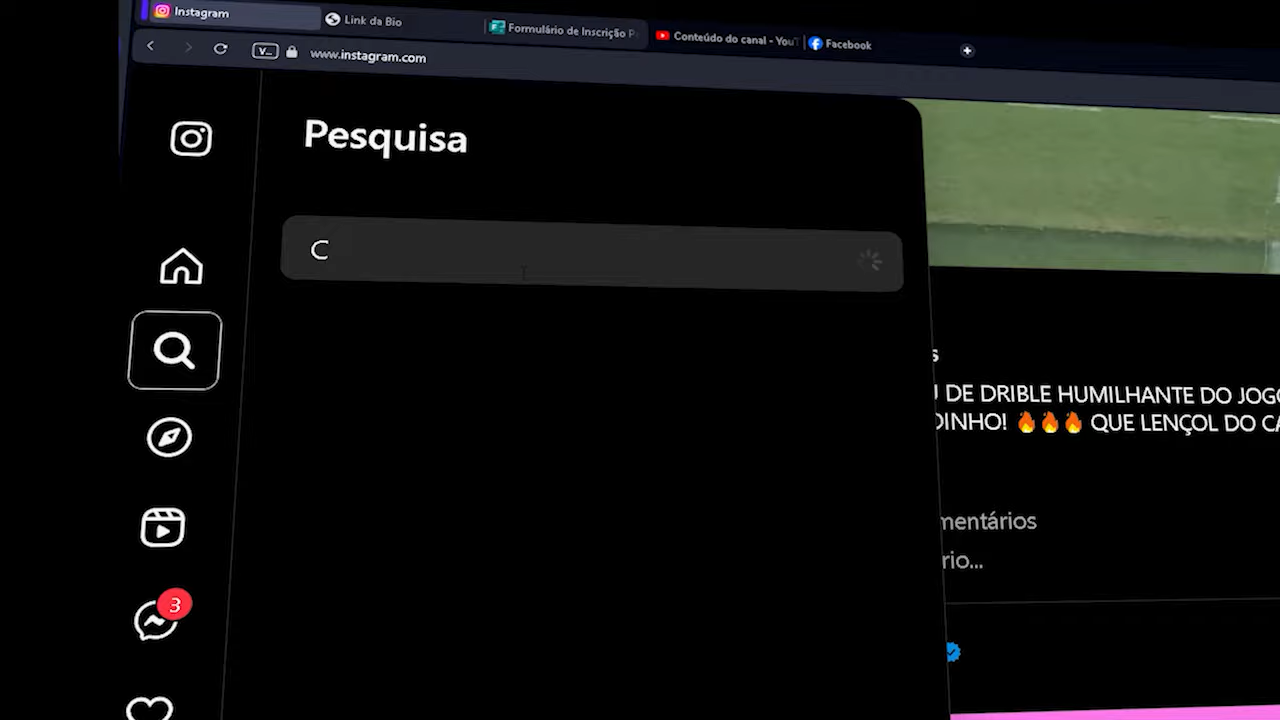 Instagram
Link da Bio
Formulário de Inscrição P
Conteúdo do canal - YouT
Facebook
V_
www.instagram.com
Pesquisa
C
s
DE DRIBLE HUMILHANTE DO JOGO
DINHO! 🔥🔥🔥 QUE LENÇOL DO CA
mentários
rio...
3